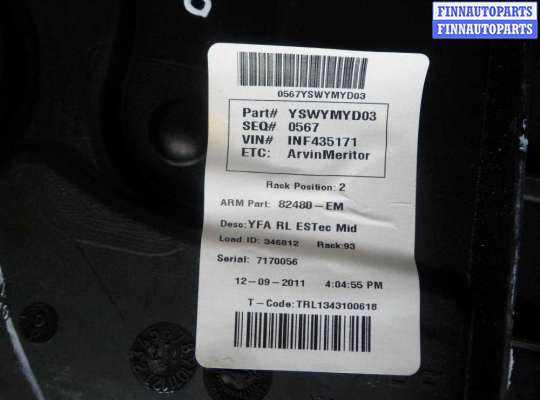 FINNAUTOPARTS
FINNAUTOPARTS
0567YSWYMYD03
Part# YSWYMYD03
SEQ# 0567
VIN# INF435171
ETC: ArvinMeritor
Rack Position: 2
ARM Part: 82480-EM
Desc: YFA RL ESTec Mid
Load ID: 346812 Rack: 93
Serial: 7170056
12-09-2011 4:04:55 PM
T-Code: TRL1343100618